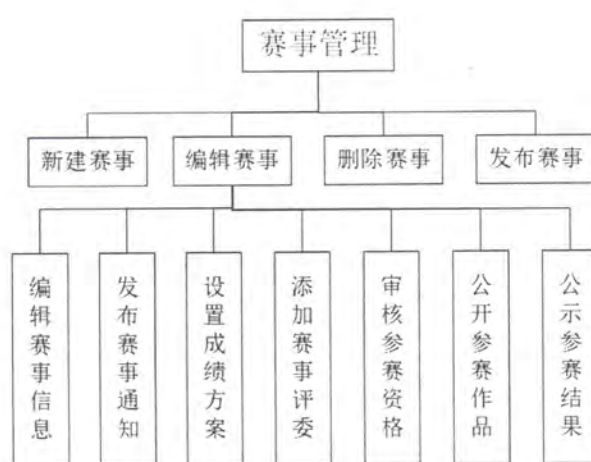 赛事管理
新建赛事
编辑赛事
删除赛事
发布赛事
编辑赛事信息
发布赛事通知
设置成绩方案
添加赛事评委
审核参赛资格
公开参赛作品
公示参赛结果